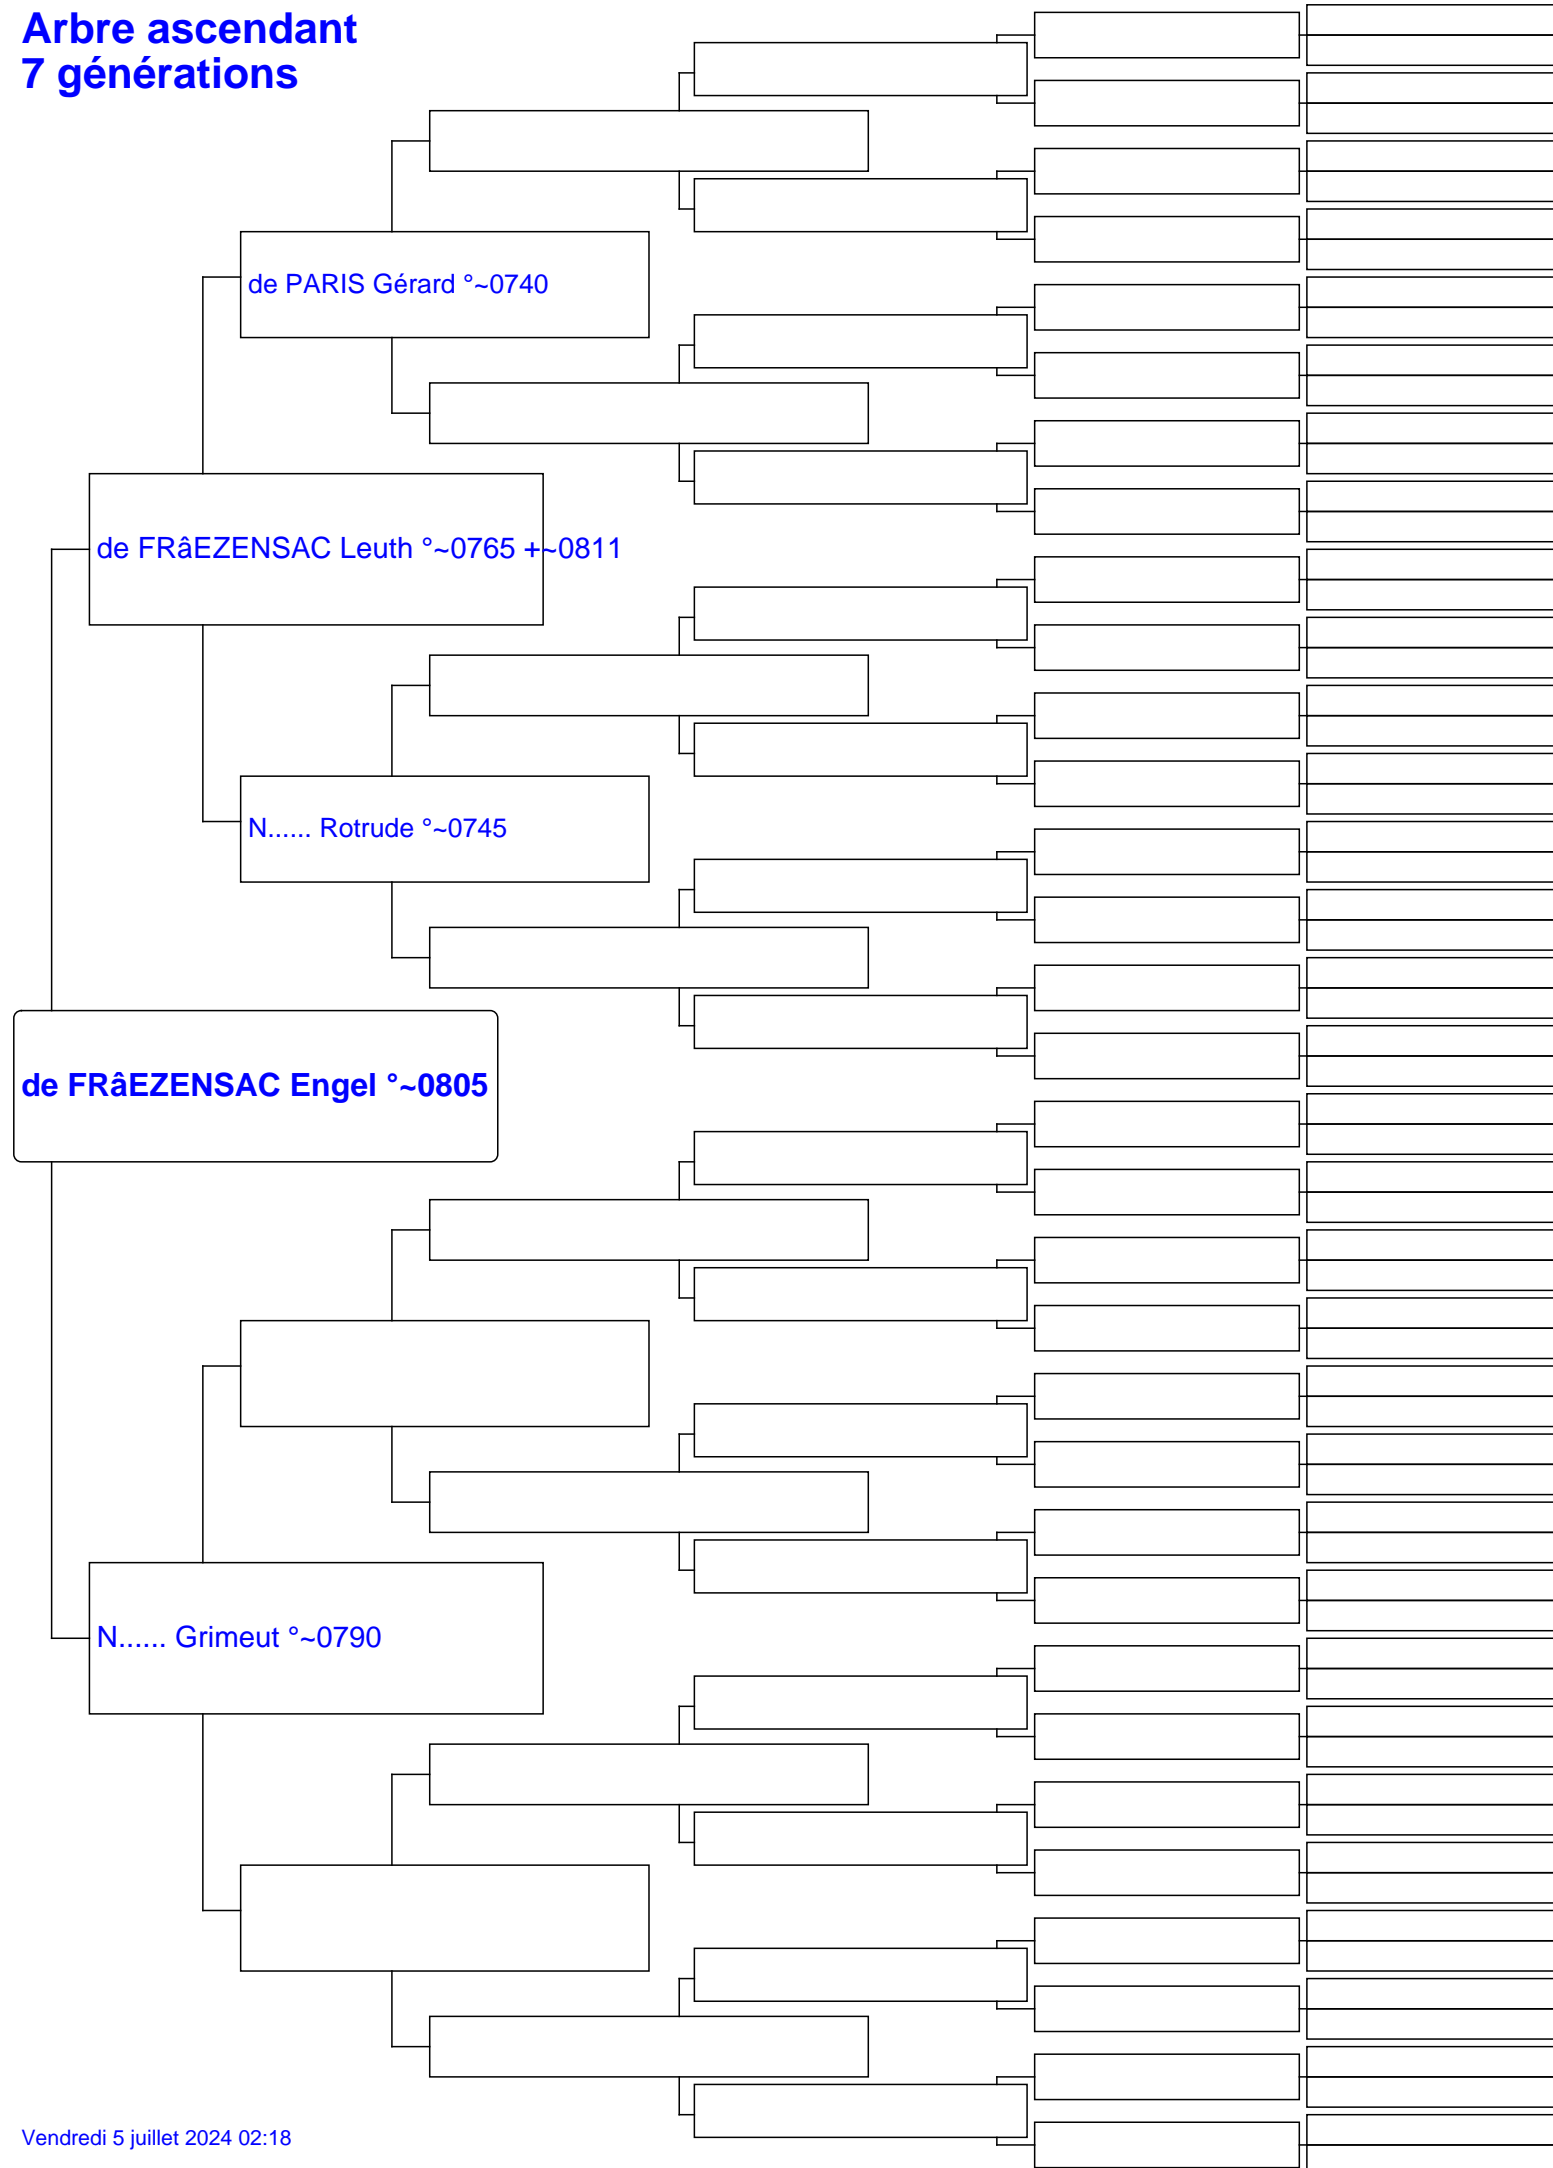 Arbre ascendant
7 générations
de PARIS Gérard °~0740
de FRâEZENSAC Leuth °~0765 +~0811
N...... Rotrude °~0745
de FRâEZENSAC Engel °~0805
N...... Grimeut °~0790
Vendredi 5 juillet 2024 02:18